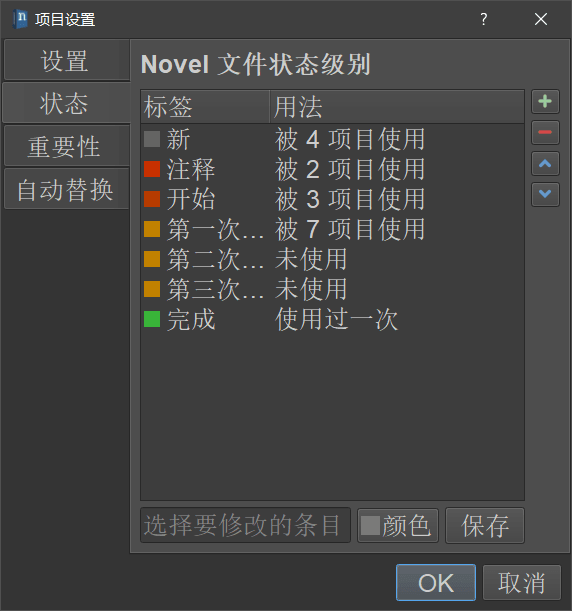 项目设置
设置
状态
重要性
自动替换
Novel 文件状态级别
标签 用法
新 被 4 项目使用
注释 被 2 项目使用
开始 被 3 项目使用
第一次... 被 7 项目使用
第二次... 未使用
第三次... 未使用
完成 使用过一次
选择要修改的条目 颜色 保存
OK 取消